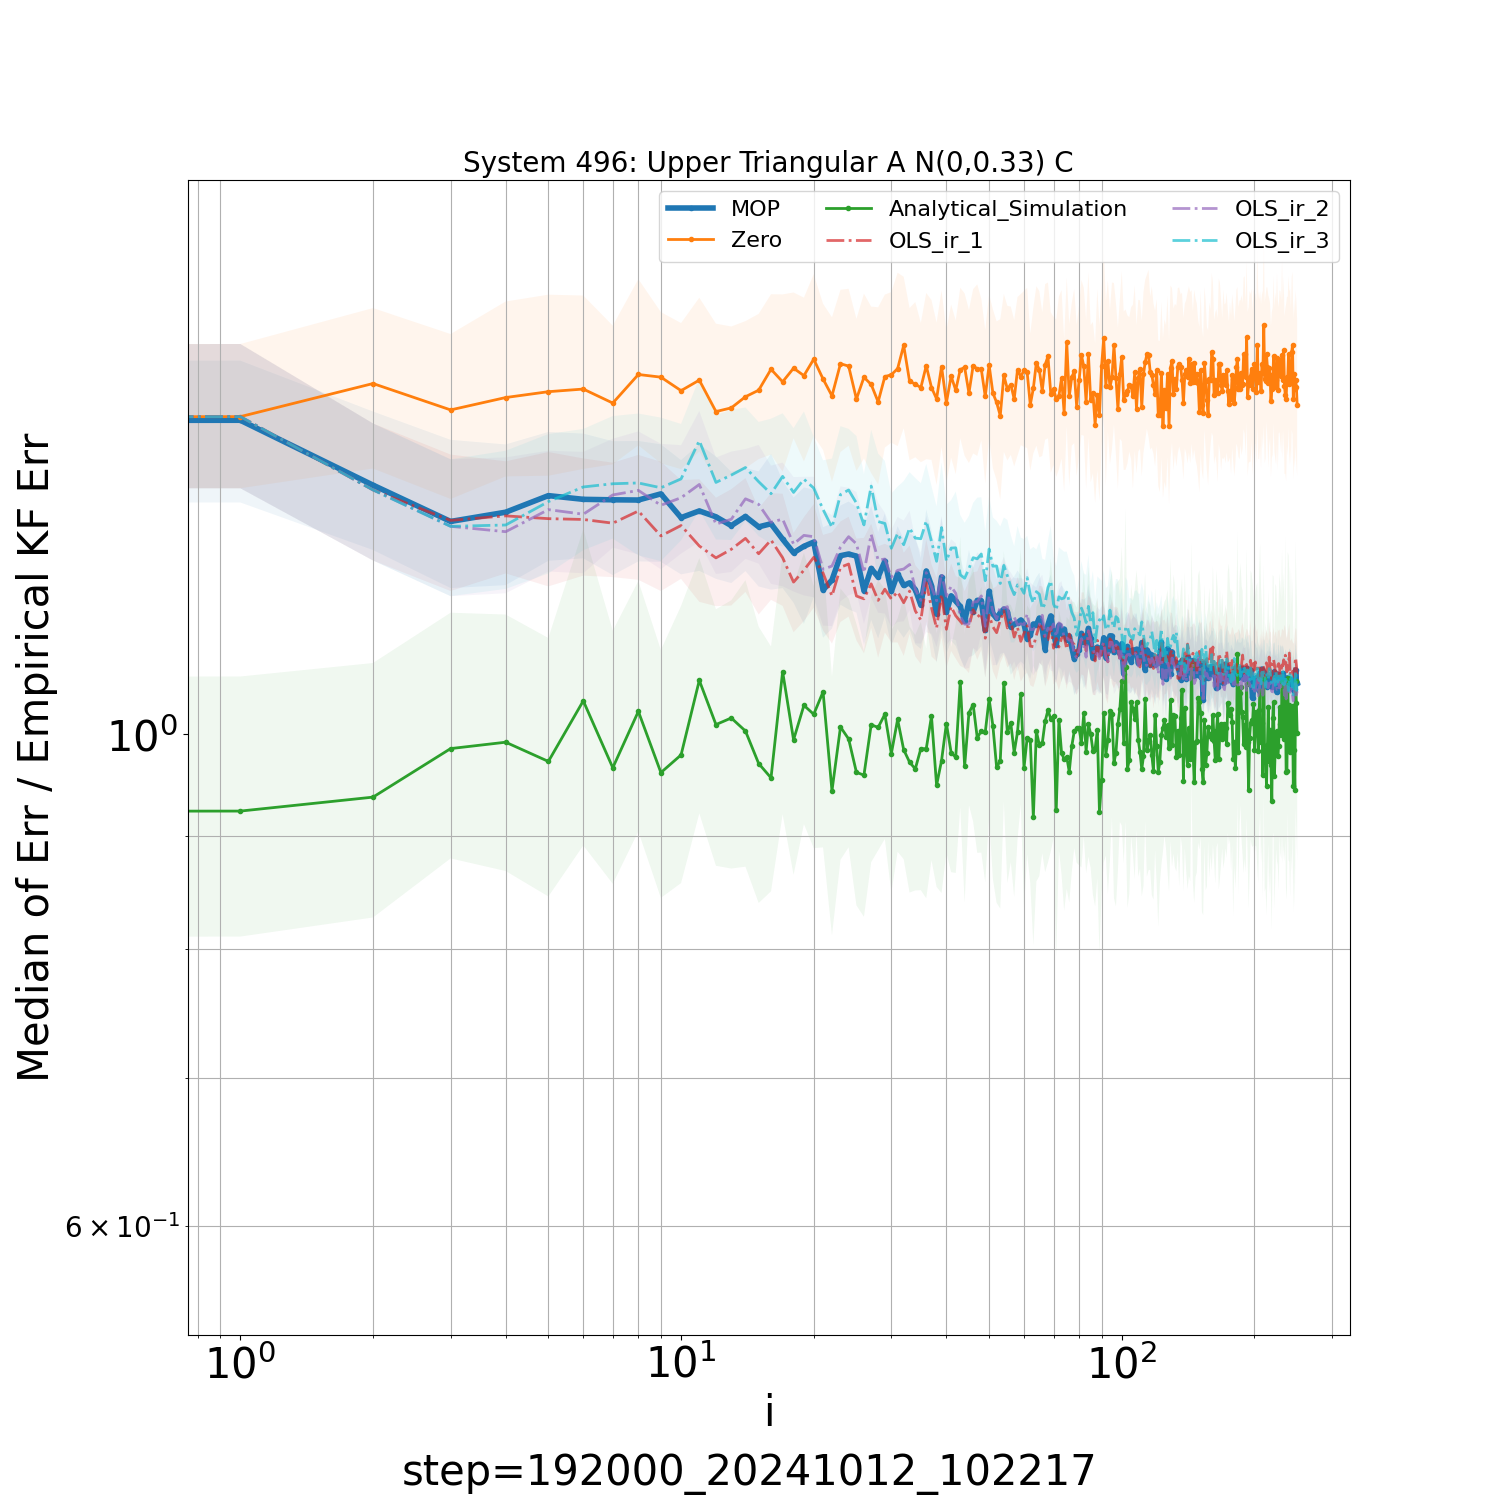 System 496: Upper Triangular A N(0,0.33) C
MOP
Zero
Analytical_Simulation
OLS_ir_1
OLS_ir_2
OLS_ir_3
Median of Err / Empirical KF Err
10⁰
6 × 10⁻¹
10⁰
10¹
10²
i
step=192000_20241012_102217